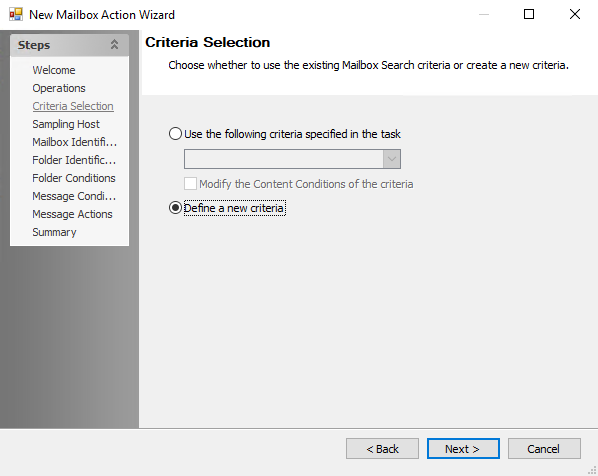 New Mailbox Action Wizard
Steps
Welcome
Operations
Criteria Selection
Sampling Host
Mailbox Identifi...
Folder Identific...
Folder Conditions
Message Condi...
Message Actions
Summary
Criteria Selection
Choose whether to use the existing Mailbox Search criteria or create a new criteria.
Use the following criteria specified in the task
Modify the Content Conditions of the criteria
Define a new criteria
< Back
Next >
Cancel